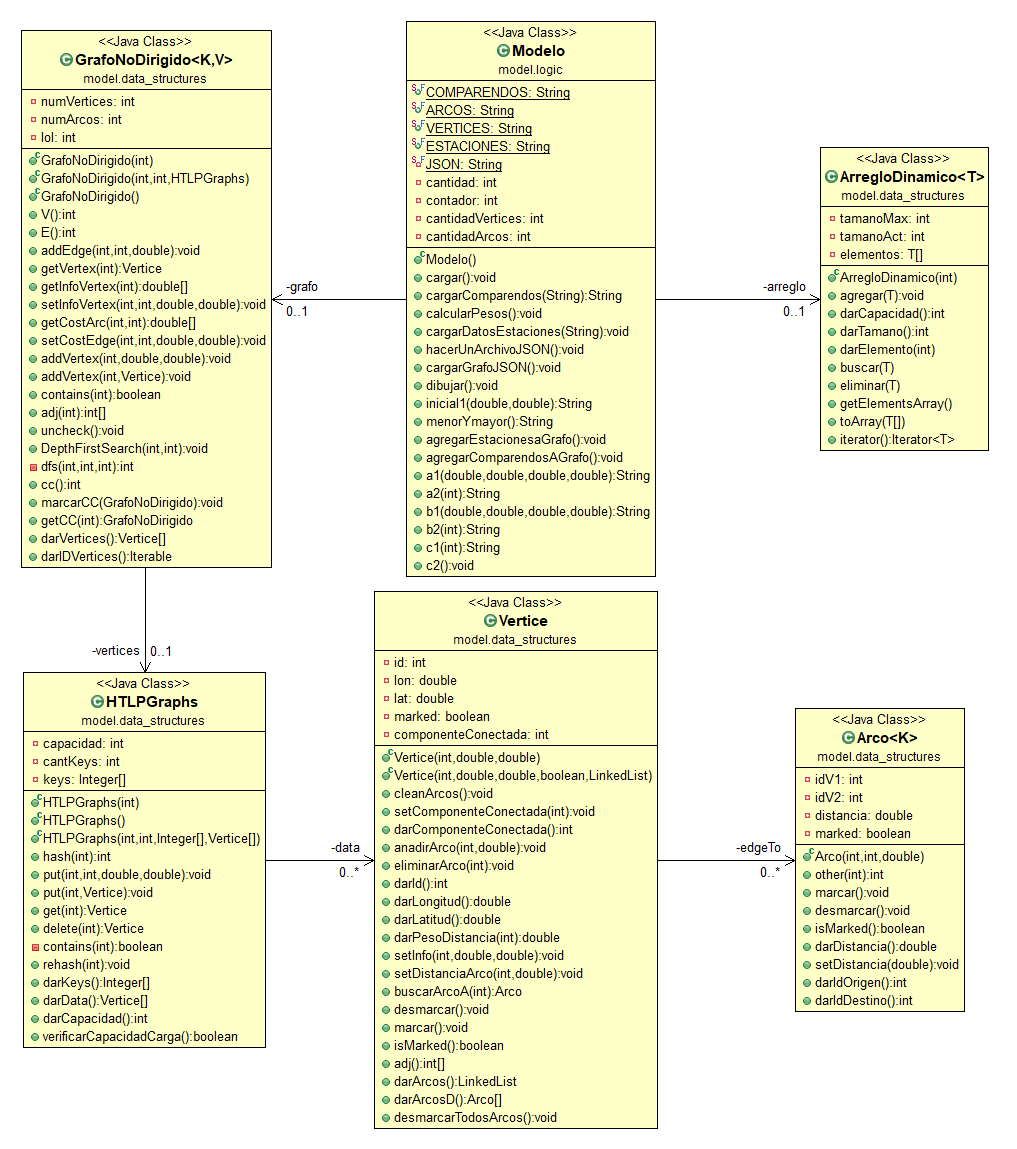 <<Java Class>>
GrafoNoDirigido<K,V>
model.data_structures
numVertices: int
numArcos: int
lol: int
GrafoNoDirigido(int)
GrafoNoDirigido(int,int,HTLPGraphs)
GrafoNoDirigido()
V():int
E():int
addEdge(int,int,double):void
getVertex(int):Vertice
getInfoVertex(int):double[]
setInfoVertex(int,int,double,double):void
getCostArc(int,int):double[]
setCostEdge(int,int,double,double):void
addVertex(int,double,double):void
addVertex(int,Vertice):void
contains(int):boolean
adj(int):int[]
uncheck():void
DepthFirstSearch(int,int):void
dfs(int,int,int):int
cc():int
marcarCC(GrafoNoDirigido):void
getCC(int):GrafoNoDirigido
darVertices():Vertice[]
darIDVertices():Iterable
<<Java Class>>
Modelo
model.logic
COMPARENDOS: String
ARCOS: String
VERTICES: String
ESTACIONES: String
JSON: String
cantidad: int
contador: int
cantidadVertices: int
cantidadArcos: int
Modelo()
cargar():void
cargarComparendos(String):String
calcularPesos():void
cargarDatosEstaciones(String):void
hacerUnArchivoJSON():void
cargarGrafoJSON():void
dibujar():void
inicial1(double,double):String
menorYmayor():String
agregarEstacionesaGrafo():void
agregarComparendosAGrafo():void
a1(double,double,double,double):String
a2(int):String
b1(double,double,double,double):String
b2(int):String
c1(int):String
c2():void
<<Java Class>>
ArregloDinamico<T>
model.data_structures
tamanoMax: int
tamanoAct: int
elementos: T[]
ArregloDinamico(int)
agregar(T):void
darCapacidad():int
darTamano():int
darElemento(int)
buscar(T)
eliminar(T)
getElementsArray()
toArray(T[])
iterator():Iterator<T>
-grafo
0..1
-arreglo
0..1
-vertices
0..1
<<Java Class>>
HTLPGraphs
model.data_structures
capacidad: int
cantKeys: int
keys: Integer[]
HTLPGraphs(int)
HTLPGraphs()
HTLPGraphs(int,int,Integer[],Vertice[])
hash(int):int
put(int,int,double,double):void
put(int,Vertice):void
get(int):Vertice
delete(int):Vertice
contains(int):boolean
rehash(int):void
darKeys():Integer[]
darData():Vertice[]
darCapacidad():int
verificarCapacidadCarga():boolean
-data
0..*
<<Java Class>>
Vertice
model.data_structures
id: int
lon: double
lat: double
marked: boolean
componenteConectada: int
Vertice(int,double,double)
Vertice(int,double,double,boolean,LinkedList)
cleanArcos():void
setComponenteConectada(int):void
darComponenteConectada():int
anadirArco(int,double):void
eliminarArco(int):void
darId():int
darLongitud():double
darLatitud():double
darPesoDistancia(int):double
setInfo(int,double,double):void
setDistanciaArco(int,double):void
buscarArcoA(int):Arco
desmarcar():void
marcar():void
isMarked():boolean
adj():int[]
darArcos():LinkedList
darArcosD():Arco[]
desmarcarTodosArcos():void
-edgeTo
0..*
<<Java Class>>
Arco<K>
model.data_structures
idV1: int
idV2: int
distancia: double
marked: boolean
Arco(int,int,double)
other(int):int
marcar():void
desmarcar():void
isMarked():boolean
darDistancia():double
setDistancia(double):void
darIdOrigen():int
darIdDestino():int